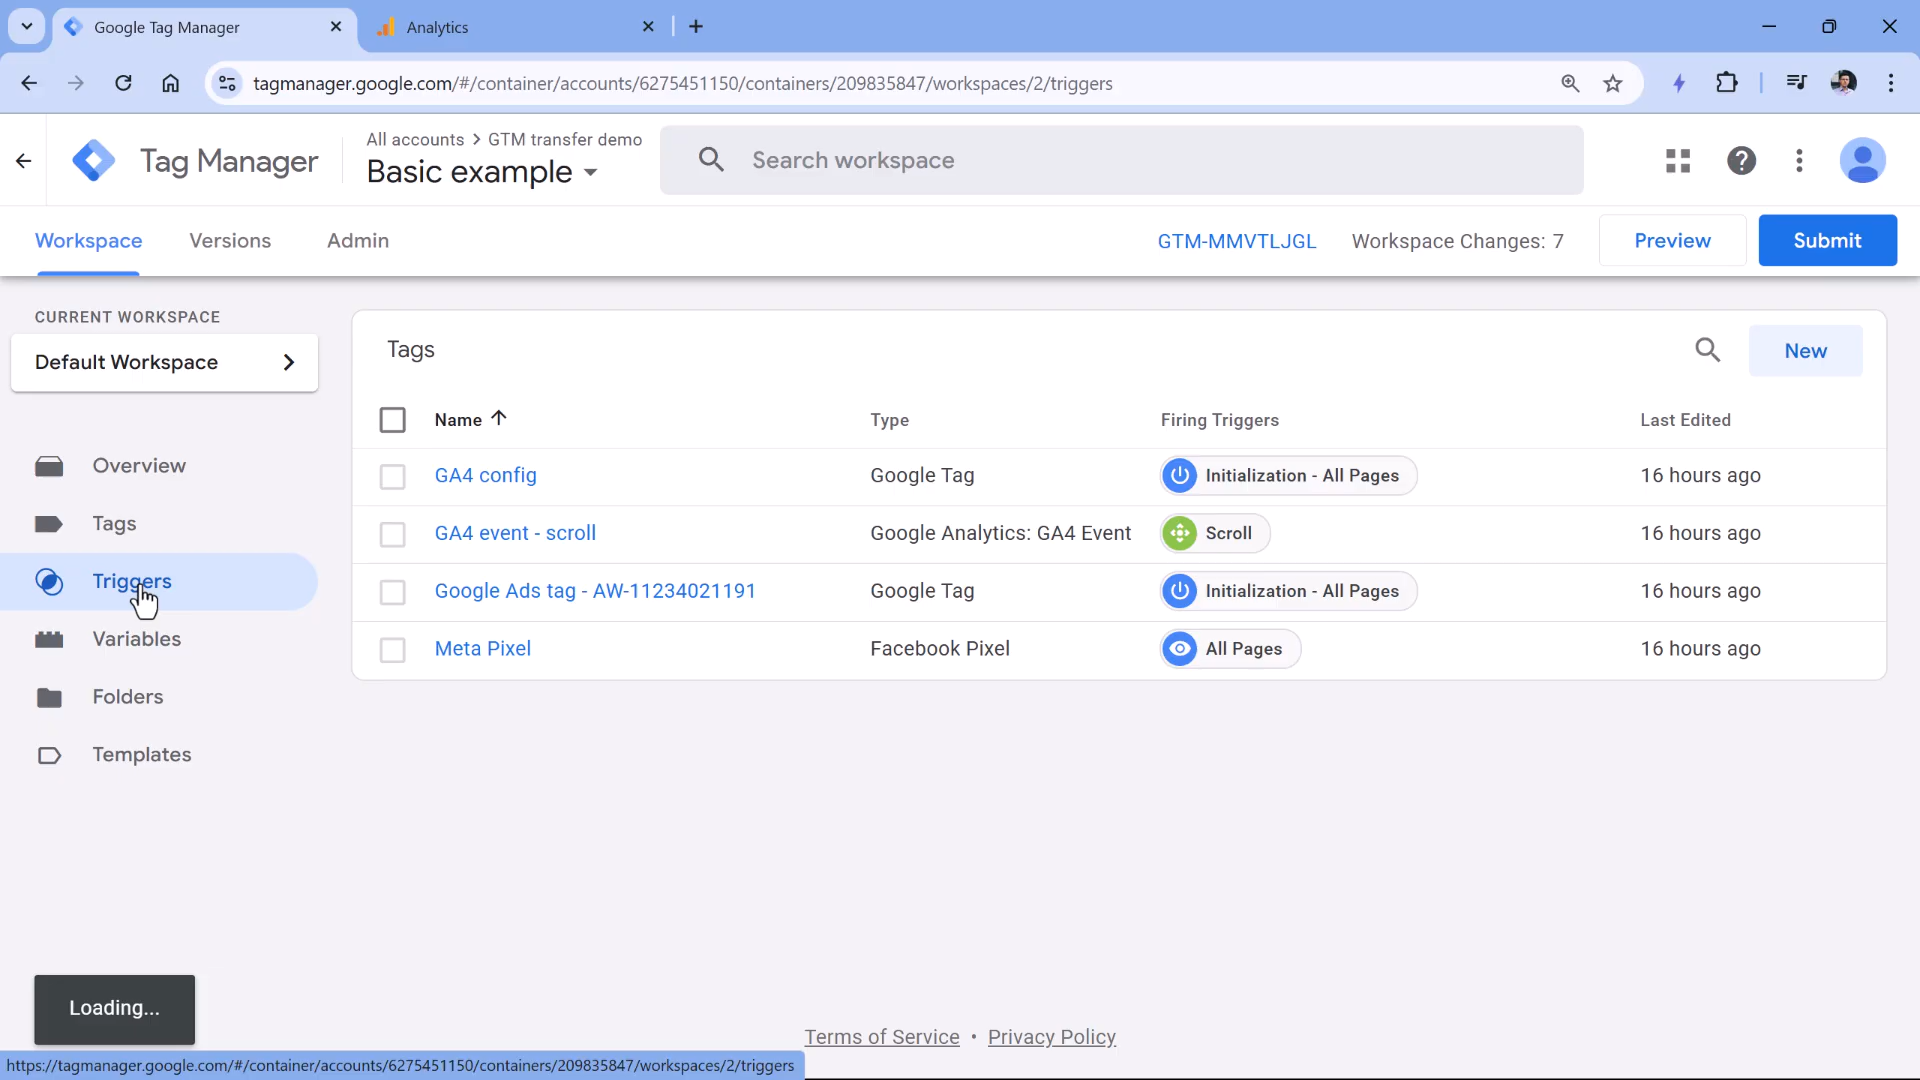 Google Tag Manager
Analytics
tagmanager.google.com/#/container/accounts/6275451150/containers/209835847/workspaces/2/triggers
Tag Manager
All accounts > GTM transfer demo
Basic example
Search workspace
Workspace
Versions
Admin
GTM-MMVTLJGL
Workspace Changes: 7
Preview
Submit
CURRENT WORKSPACE
Default Workspace
Overview
Tags
Triggers
Variables
Folders
Templates
Tags
New
Name Type Firing Triggers Last Edited
GA4 config Google Tag Initialization - All Pages 16 hours ago
GA4 event - scroll Google Analytics: GA4 Event Scroll 16 hours ago
Google Ads tag - AW-11234021191 Google Tag Initialization - All Pages 16 hours ago
Meta Pixel Facebook Pixel All Pages 16 hours ago
Loading...
Terms of Service • Privacy Policy
https://tagmanager.google.com/#/container/accounts/6275451150/containers/209835847/workspaces/2/triggers